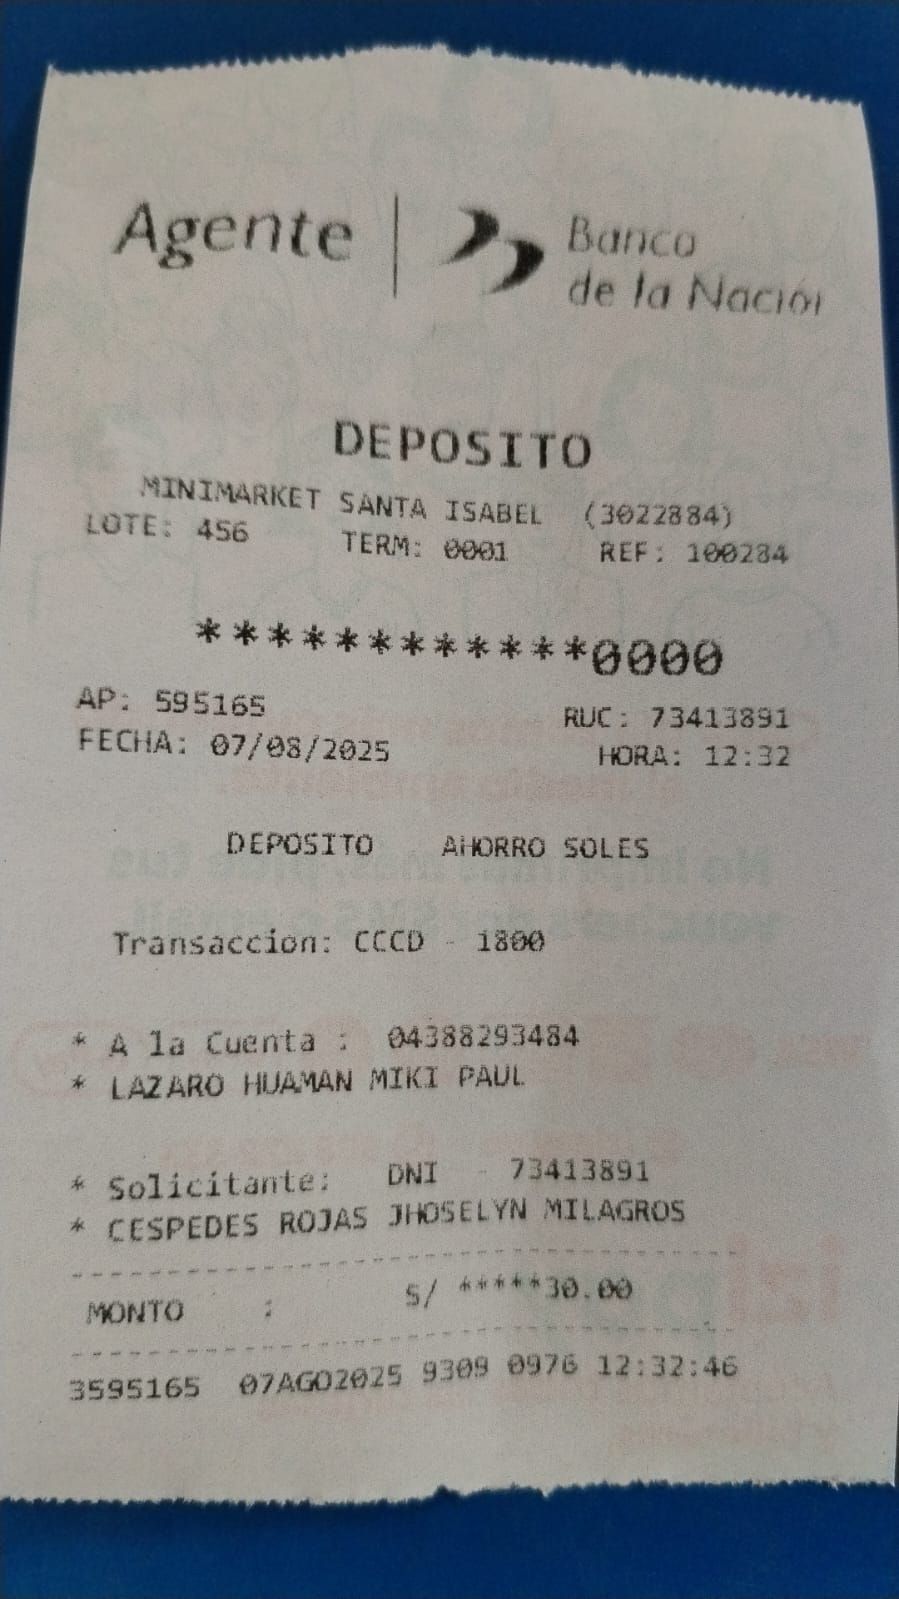 Agente | Banco
de la Nación
DEPOSITO
MINIMARKET SANTA ISABEL (3022884)
LOTE: 456 TERM: 0001 REF: 100284
************0000
AP: 595165 RUC: 73413891
FECHA: 07/08/2025 HORA: 12:32
DEPOSITO AHORRO SOLES
Transaccion: CCCD - 1800
* A la Cuenta : 04388293484
* LAZARO HUAMAN MIKI PAUL
* Solicitante: DNI - 73413891
* CESPEDES ROJAS JHOSELYN MILAGROS
MONTO : S/ *****30.00
3595165 07AGO2025 9309 0976 12:32:46